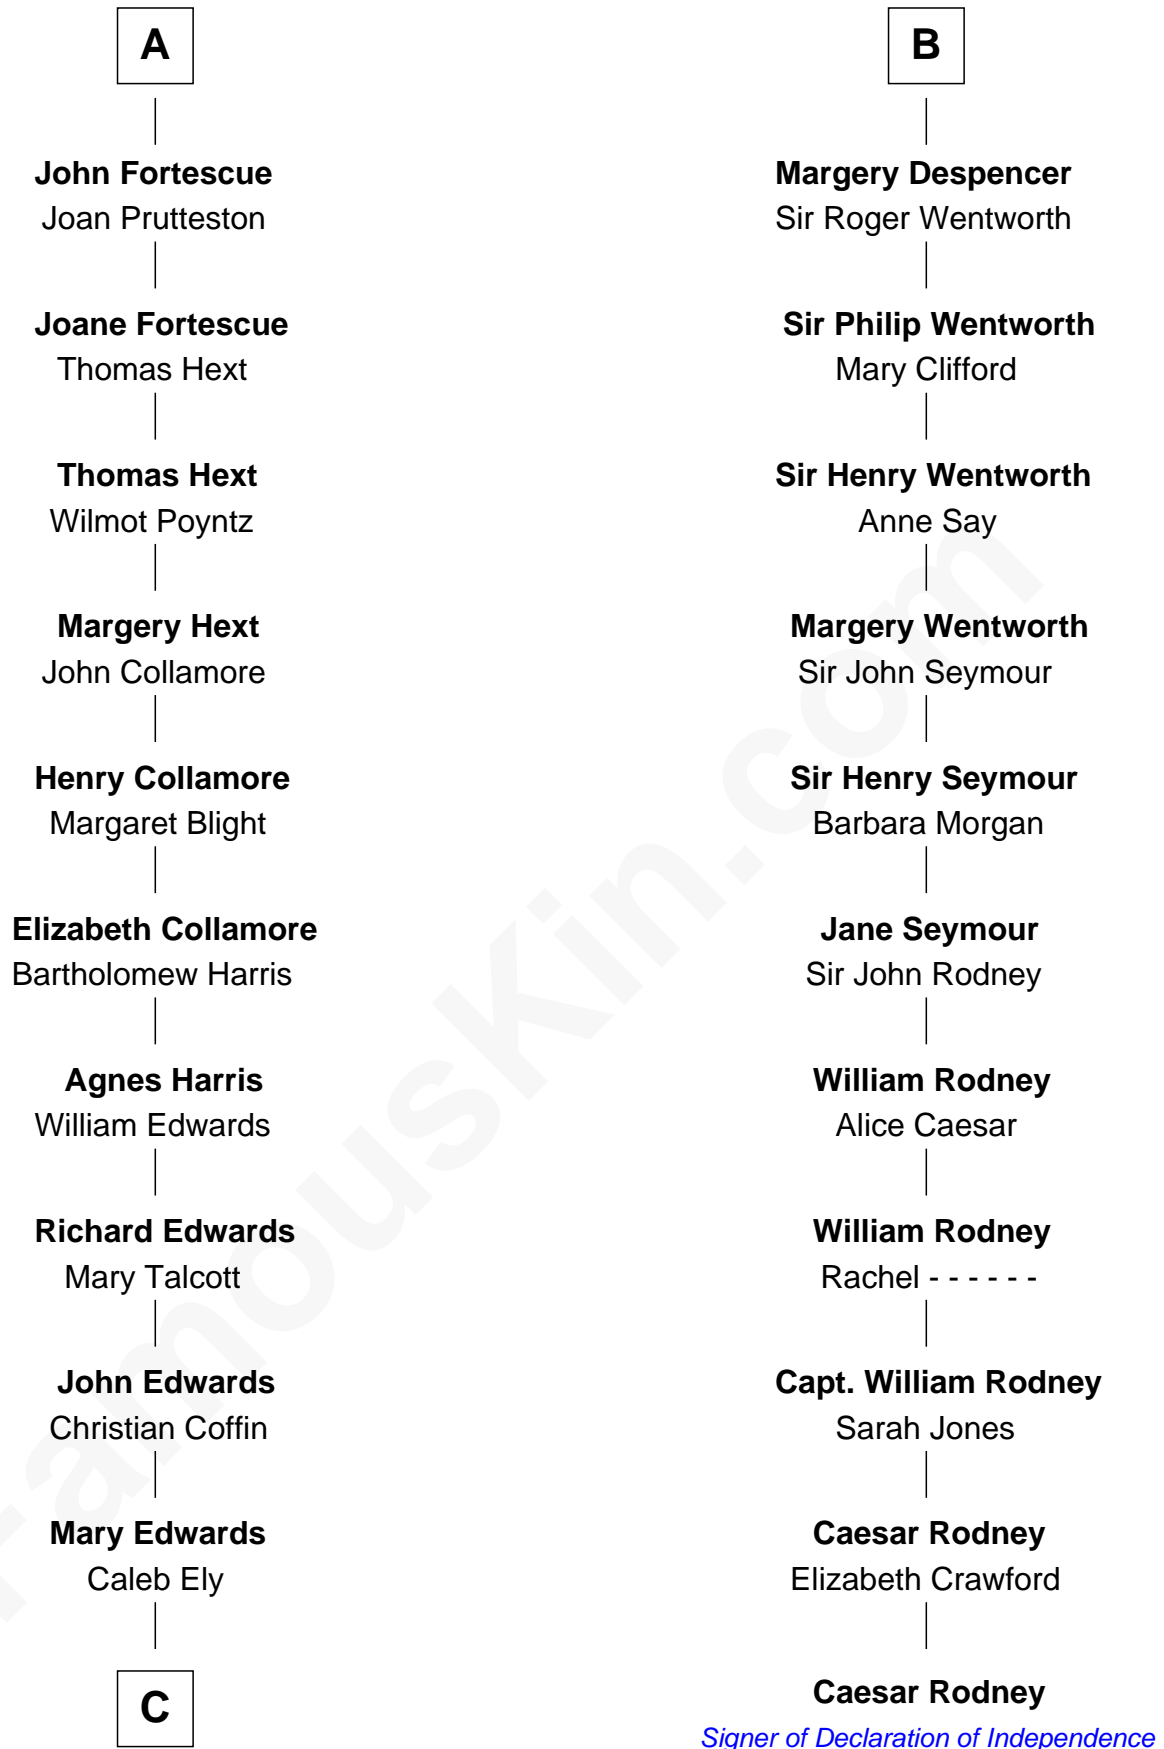 A
John Fortescue
Joan Prutteston
Joane Fortescue
Thomas Hext
Thomas Hext
Wilmot Poyntz
Margery Hext
John Collamore
Henry Collamore
Margaret Blight
Elizabeth Collamore
Bartholomew Harris
Agnes Harris
William Edwards
Richard Edwards
Mary Talcott
John Edwards
Christian Coffin
Mary Edwards
Caleb Ely
C
B
Margery Despencer
Sir Roger Wentworth
Sir Philip Wentworth
Mary Clifford
Sir Henry Wentworth
Anne Say
Margery Wentworth
Sir John Seymour
Sir Henry Seymour
Barbara Morgan
Jane Seymour
Sir John Rodney
William Rodney
Alice Caesar
William Rodney
Rachel - - - - - -
Capt. William Rodney
Sarah Jones
Caesar Rodney
Elizabeth Crawford
Caesar Rodney
Signer of Declaration of Independence
FamousKin.com